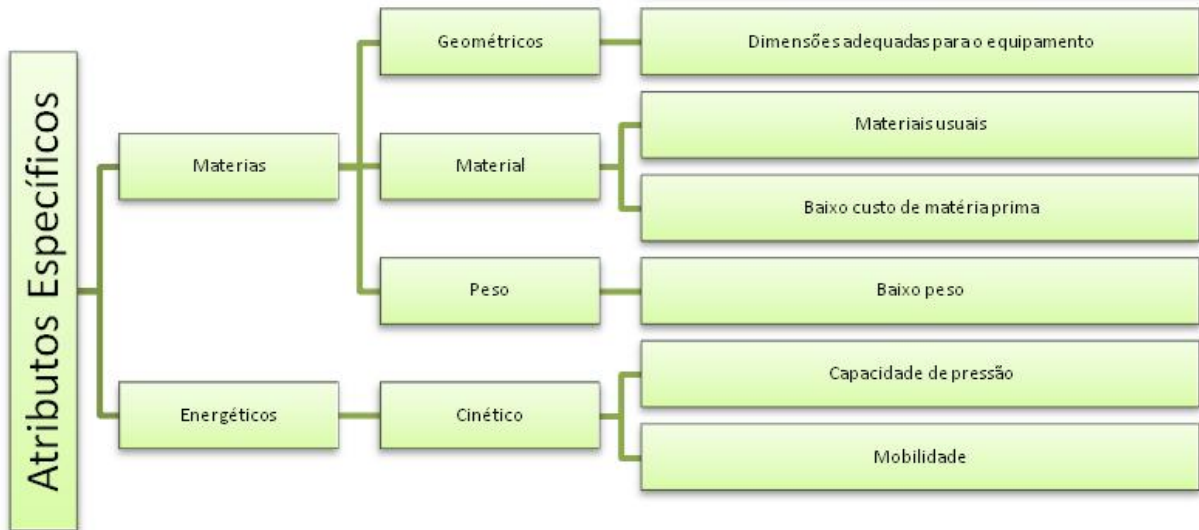 Atributos Específicos
Materias
Geométricos
Dimensões adequadas para o equipamento
Material
Materiais usuais
Baixo custo de matéria prima
Peso
Baixo peso
Energéticos
Cinético
Capacidade de pressão
Mobilidade